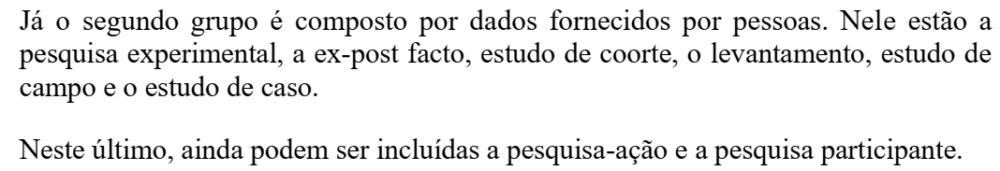 Já o segundo grupo é composto por dados fornecidos por pessoas. Nele estão a
pesquisa experimental, a ex-post facto, estudo de coorte, o levantamento, estudo de
campo e o estudo de caso.
Neste último, ainda podem ser incluídas a pesquisa-ação e a pesquisa participante.